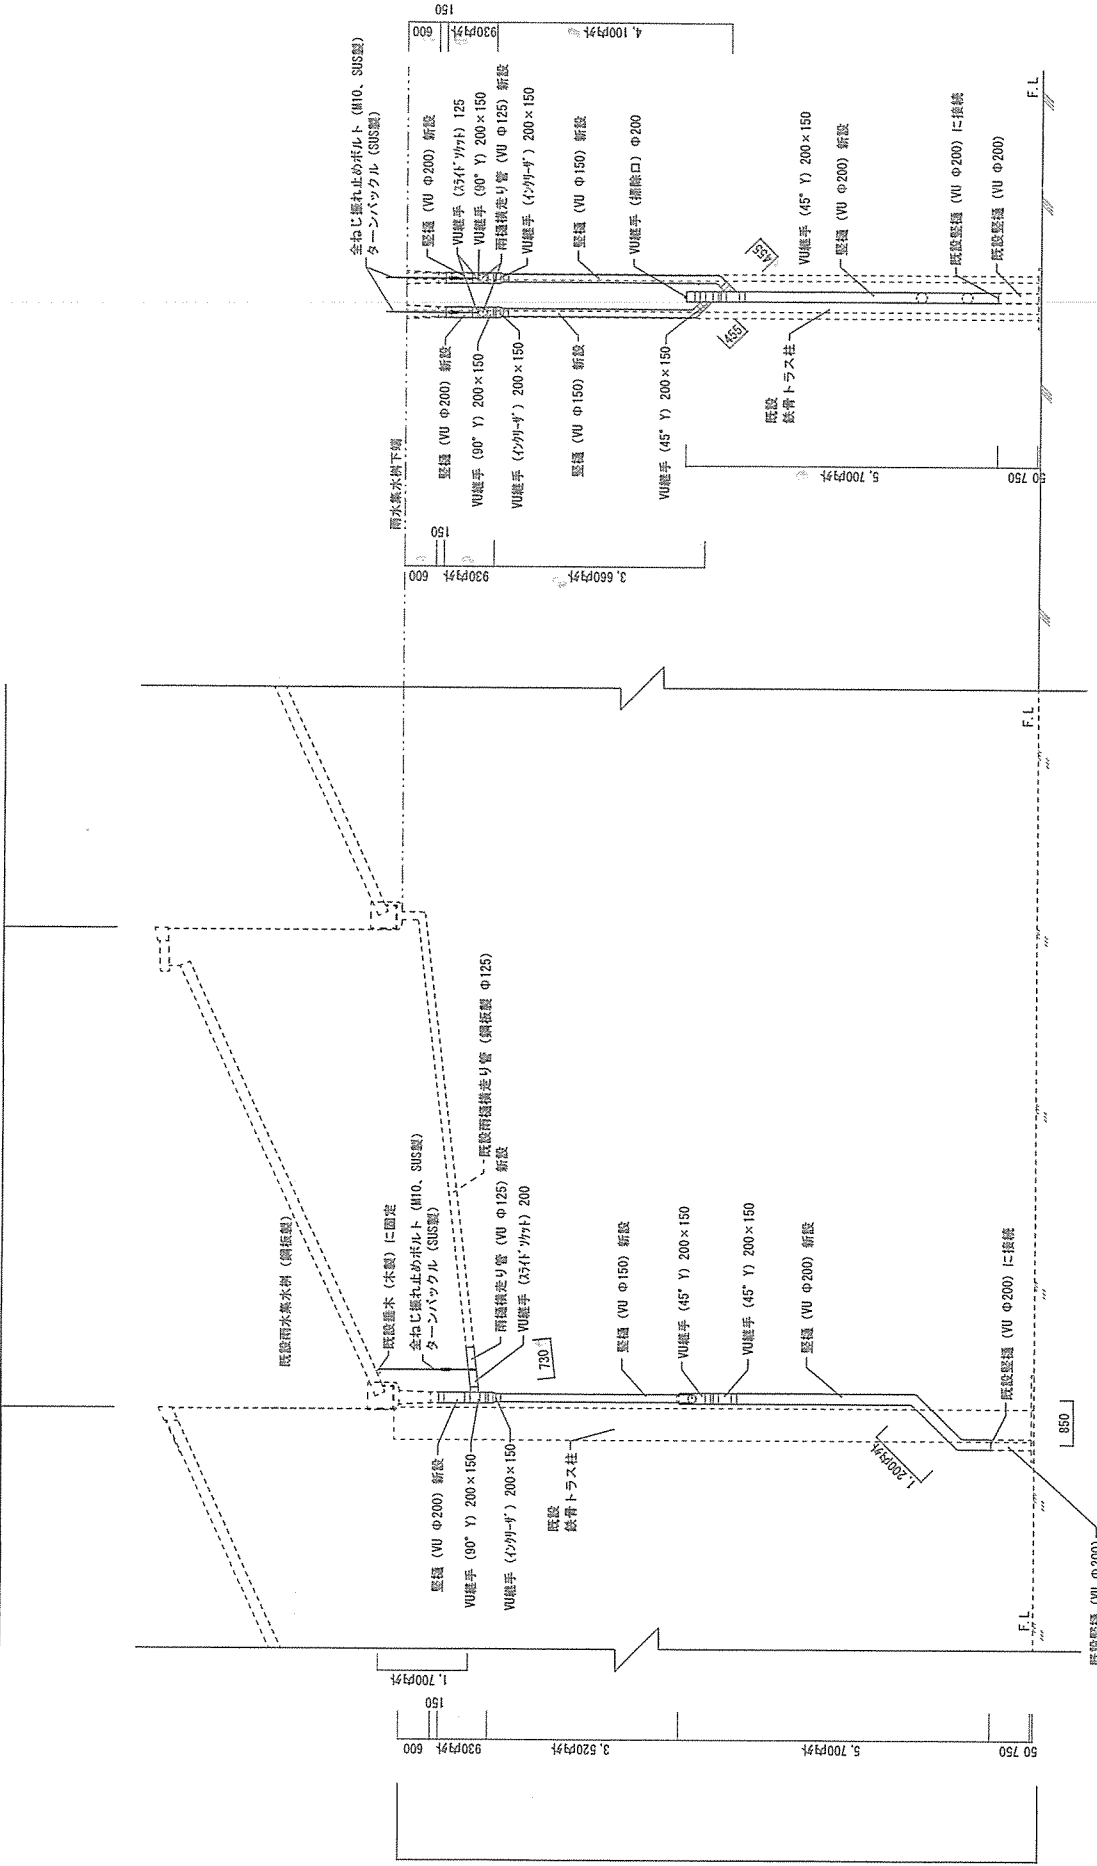 150
600
930内外
4,100内外
全ねじ振れ止めボルト (M10、SUS製)
ターンバックル (SUS製)
竪樋 (VU Φ200) 新設
VU継手 (スライドソケット) 125
VU継手 (90° Y) 200×150
雨樋横走り管 (VU Φ125) 新設
VU継手 (インクリーザ) 200×150
竪樋 (VU Φ150) 新設
VU継手 (掃除口) Φ200
455
VU継手 (45° Y) 200×150
竪樋 (VU Φ200) 新設
既設竪樋 (VU Φ200) に接続
既設竪樋 (VU Φ200)
F.L
雨水集水桝下端
竪樋 (VU Φ200) 新設
VU継手 (90° Y) 200×150
VU継手 (インクリーザ) 200×150
竪樋 (VU Φ150) 新設
VU継手 (45° Y) 200×150
455
既設
鉄骨トラス柱
5,700内外
750
50
150
600
930内外
3,660内外
F.L
既設雨水集水桝 (鋼板製)
既設垂木 (木製) に固定
全ねじ振れ止めボルト (M10、SUS製)
ターンバックル (SUS製)
既設雨樋横走り管 (鋼板製 Φ125)
雨樋横走り管 (VU Φ125) 新設
VU継手 (スライドソケット) 200
730
竪樋 (VU Φ150) 新設
VU継手 (45° Y) 200×150
VU継手 (45° Y) 200×150
竪樋 (VU Φ200) 新設
既設竪樋 (VU Φ200) に接続
850
1,200内外
竪樋 (VU Φ200) 新設
VU継手 (90° Y) 200×150
VU継手 (インクリーザ) 200×150
既設
鉄骨トラス柱
F.L
既設竪樋 (VU Φ200)
1,700内外
150
600
930内外
3,520内外
5,700内外
750
50